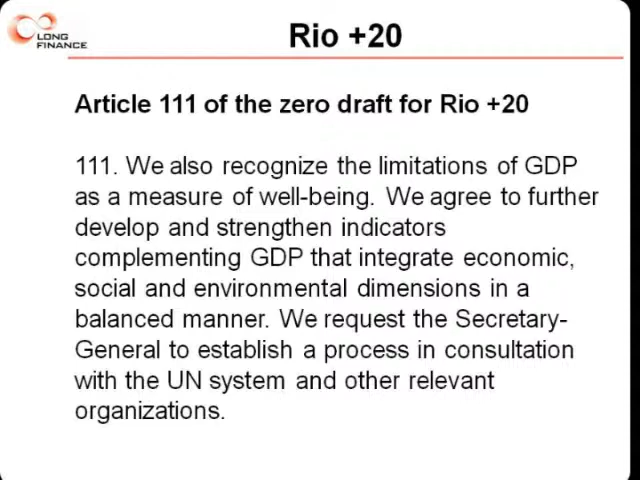 LONG
FINANCE
Rio +20
Article 111 of the zero draft for Rio +20
111. We also recognize the limitations of GDP
as a measure of well-being. We agree to further
develop and strengthen indicators
complementing GDP that integrate economic,
social and environmental dimensions in a
balanced manner. We request the Secretary-
General to establish a process in consultation
with the UN system and other relevant
organizations.